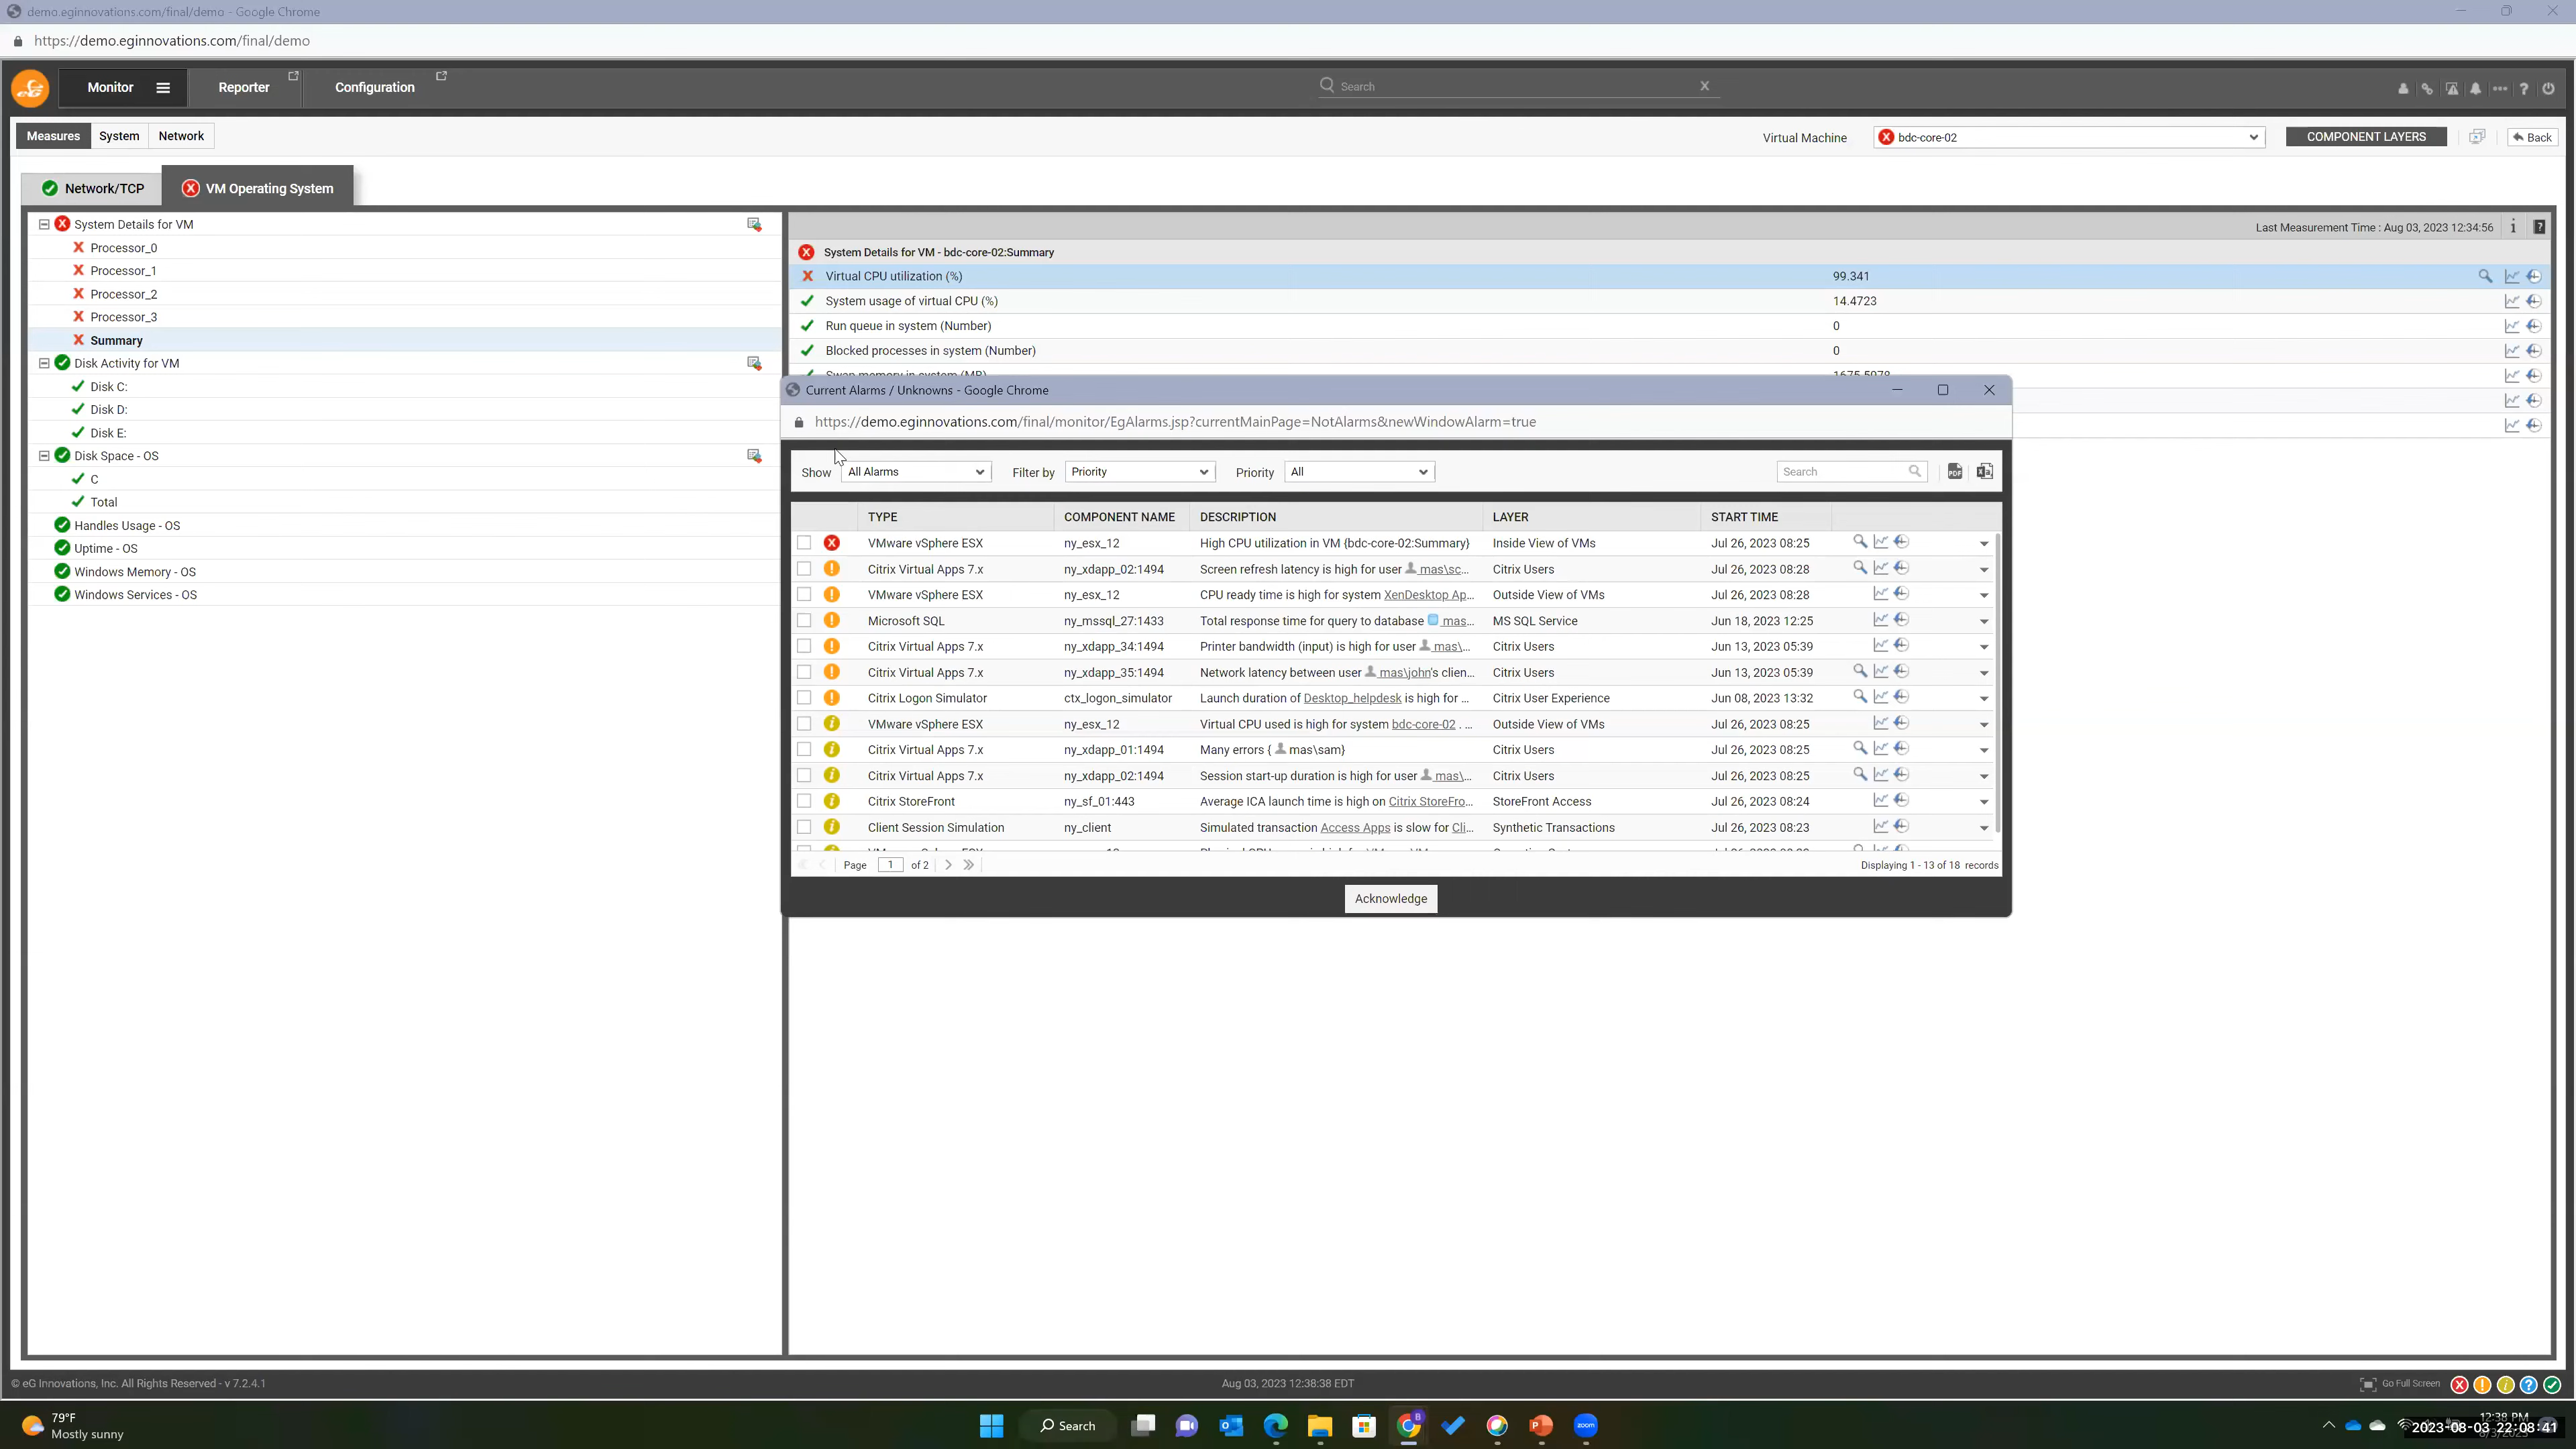 demo.eginnovations.com/final/demo - Google Chrome
https://demo.eginnovations.com/final/demo
eG Monitor Reporter Configuration Search X
Measures System Network Virtual Machine bdc-core-02 COMPONENT LAYERS Back
Network/TCP VM Operating System
System Details for VM
Processor_0
Processor_1
Processor_2
Processor_3
Summary
Disk Activity for VM
Disk C:
Disk D:
Disk E:
Disk Space - OS
C
Total
Handles Usage - OS
Uptime - OS
Windows Memory - OS
Windows Services - OS
Last Measurement Time : Aug 03, 2023 12:34:56
System Details for VM - bdc-core-02:Summary
Virtual CPU utilization (%) 99.341
System usage of virtual CPU (%) 14.4723
Run queue in system (Number) 0
Blocked processes in system (Number) 0
Swap memory in system (MB) 1675.5078
Current Alarms / Unknowns - Google Chrome
https://demo.eginnovations.com/final/monitor/EgAlarms.jsp?currentMainPage=NotAlarms&newWindowAlarm=true
Show All Alarms Filter by Priority Priority All Search
TYPE COMPONENT NAME DESCRIPTION LAYER START TIME
VMware vSphere ESX ny_esx_12 High CPU utilization in VM {bdc-core-02:Summary} Inside View of VMs Jul 26, 2023 08:25
Citrix Virtual Apps 7.x ny_xdapp_02:1494 Screen refresh latency is high for user mas\sc... Citrix Users Jul 26, 2023 08:28
VMware vSphere ESX ny_esx_12 CPU ready time is high for system XenDesktop Ap... Outside View of VMs Jul 26, 2023 08:28
Microsoft SQL ny_mssql_27:1433 Total response time for query to database mas... MS SQL Service Jun 18, 2023 12:25
Citrix Virtual Apps 7.x ny_xdapp_34:1494 Printer bandwidth (input) is high for user mas\... Citrix Users Jun 13, 2023 05:39
Citrix Virtual Apps 7.x ny_xdapp_35:1494 Network latency between user mas\john's clien... Citrix Users Jun 13, 2023 05:39
Citrix Logon Simulator ctx_logon_simulator Launch duration of Desktop_helpdesk is high for ... Citrix User Experience Jun 08, 2023 13:32
VMware vSphere ESX ny_esx_12 Virtual CPU used is high for system bdc-core-02 . ... Outside View of VMs Jul 26, 2023 08:25
Citrix Virtual Apps 7.x ny_xdapp_01:1494 Many errors { mas\sam} Citrix Users Jul 26, 2023 08:25
Citrix Virtual Apps 7.x ny_xdapp_02:1494 Session start-up duration is high for user mas\... Citrix Users Jul 26, 2023 08:25
Citrix StoreFront ny_sf_01:443 Average ICA launch time is high on Citrix StoreFro... StoreFront Access Jul 26, 2023 08:24
Client Session Simulation ny_client Simulated transaction Access Apps is slow for Cli... Synthetic Transactions Jul 26, 2023 08:23
Page 1 of 2 Displaying 1 - 13 of 18 records
Acknowledge
© eG Innovations, Inc. All Rights Reserved - v 7.2.4.1 Aug 03, 2023 12:38:38 EDT Go Full Screen
79°F
Mostly sunny
Search
zoom
12:38 PM
2023-08-03 22:08:41